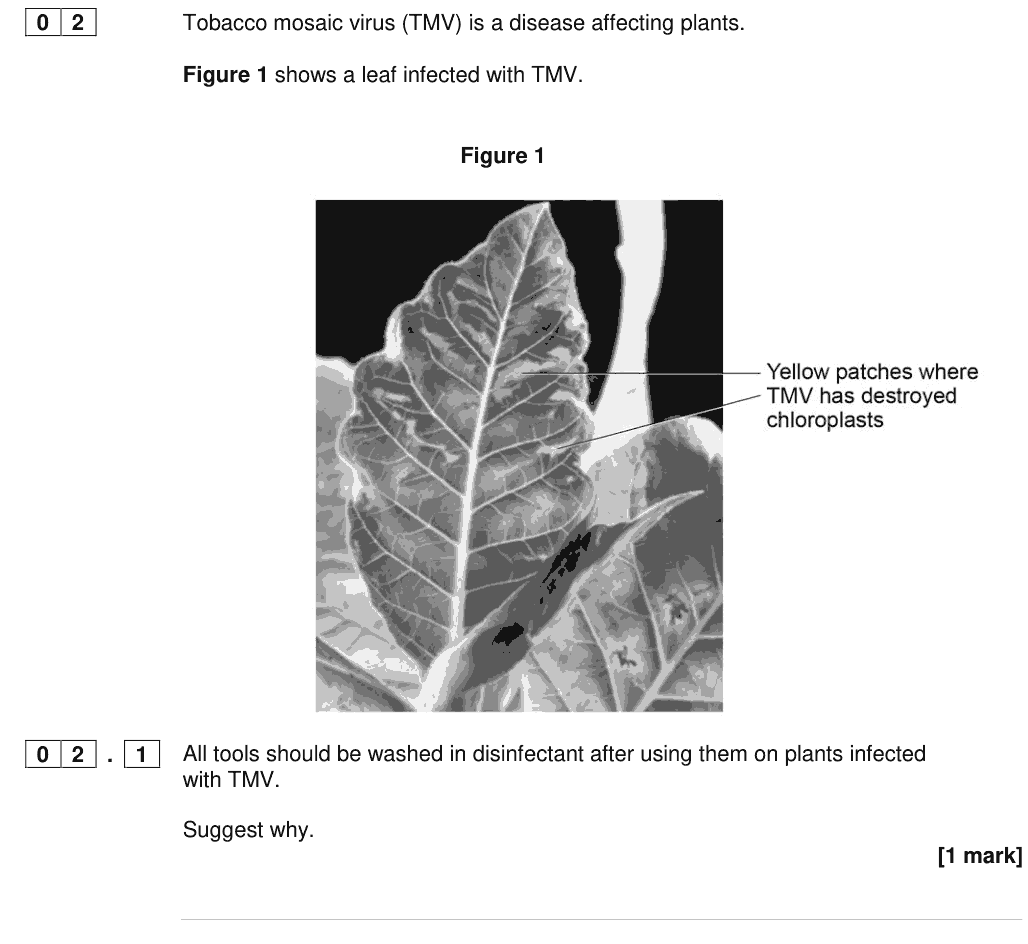 0 2 Tobacco mosaic virus (TMV) is a disease affecting plants.
Figure 1 shows a leaf infected with TMV.
Figure 1
Yellow patches where
TMV has destroyed
chloroplasts
0 2 . 1 All tools should be washed in disinfectant after using them on plants infected
with TMV.
Suggest why.
[1 mark]